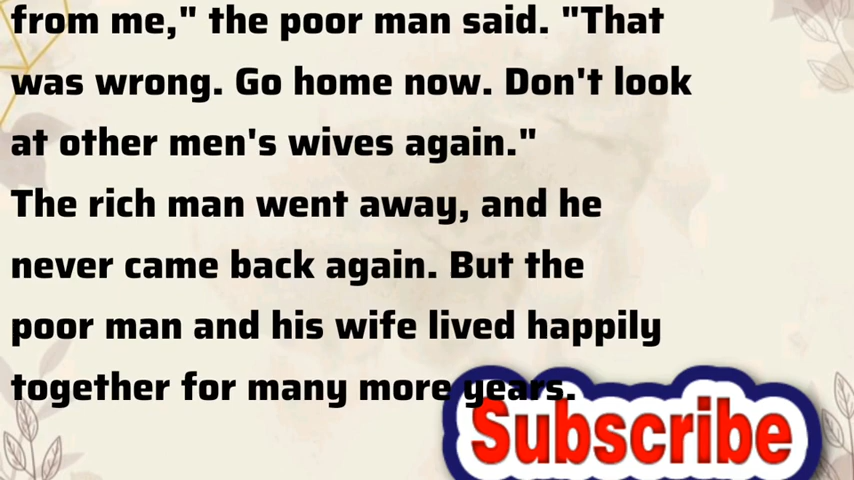 from me," the poor man said. "That
was wrong. Go home now. Don't look
at other men's wives again."
The rich man went away, and he
never came back again. But the
poor man and his wife lived happily
together for many more years.
Subscribe